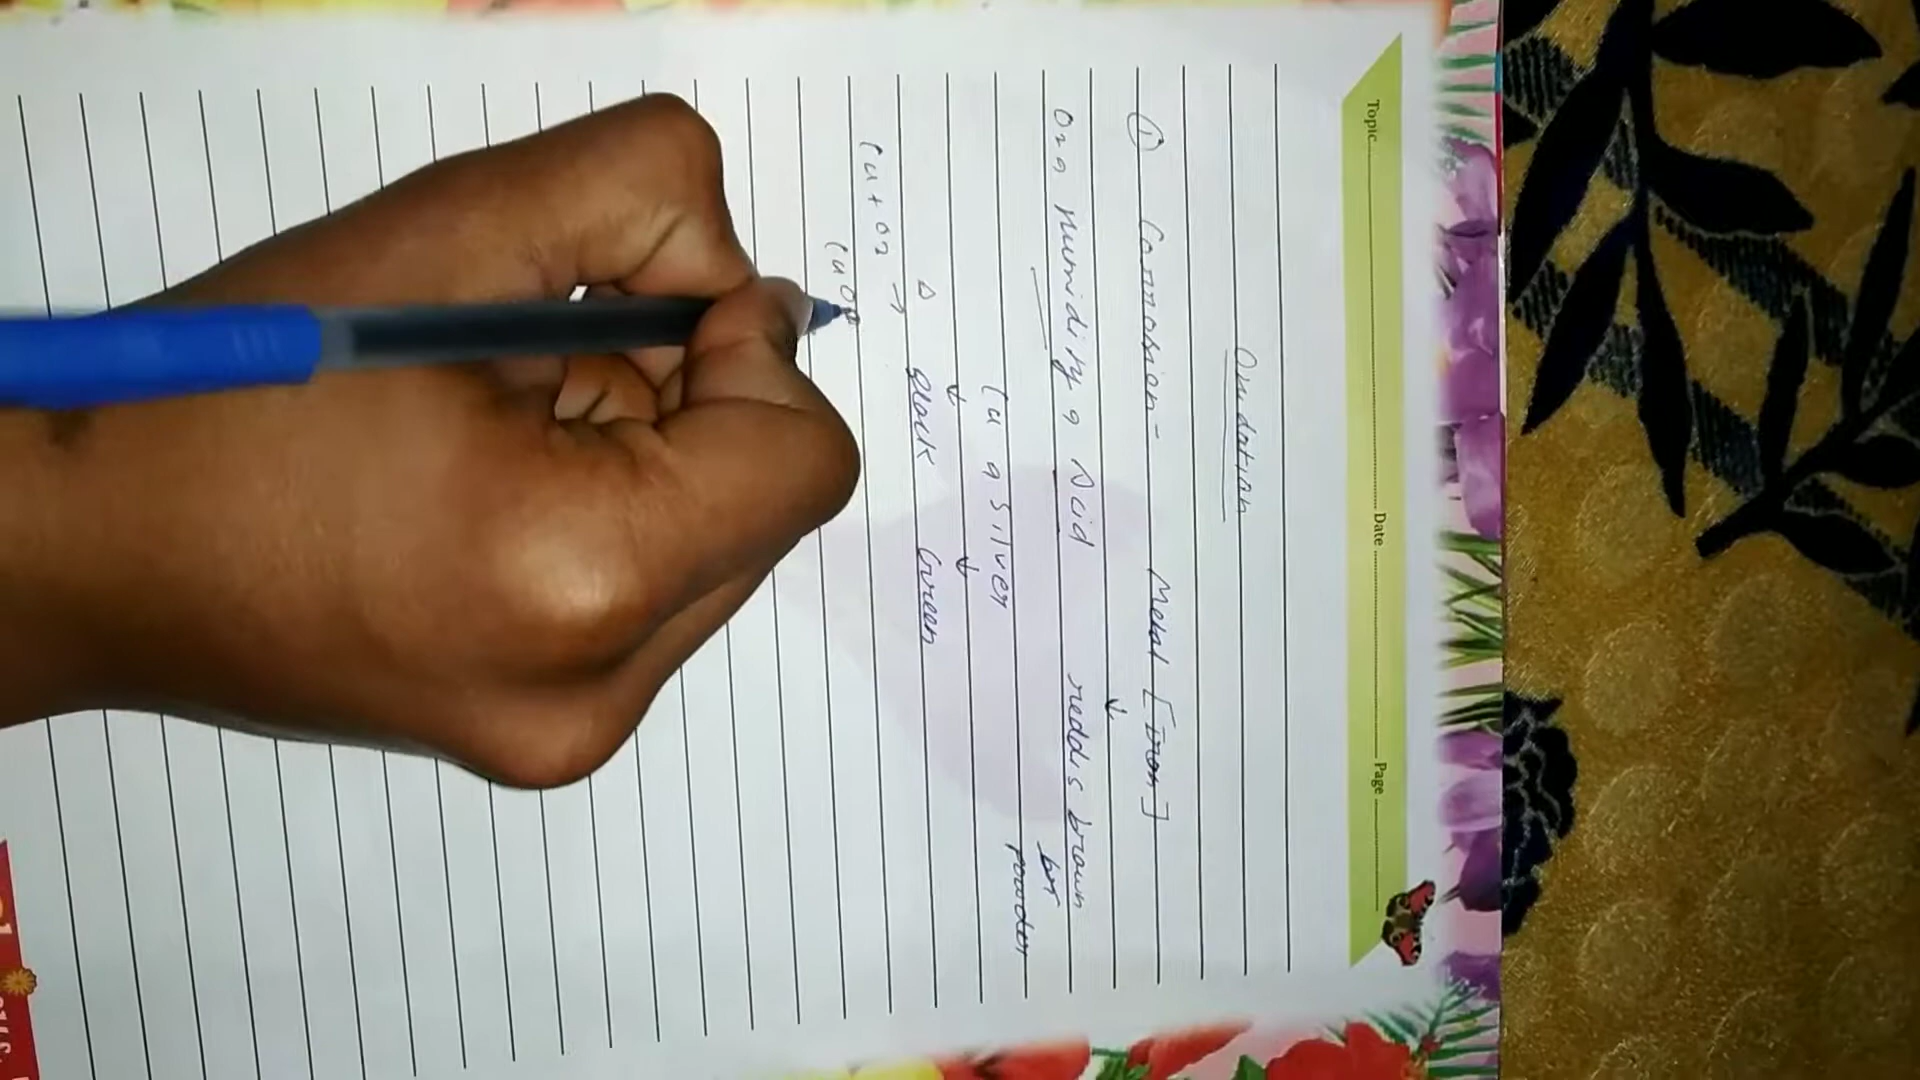 Topic Date Page
Oxidation
① Corrosion- Metal [Iron]
O2, Humidity, Acid reddis brown
powder
Cu, Silver
Black Green
Cu + O2 Δ →
CuO